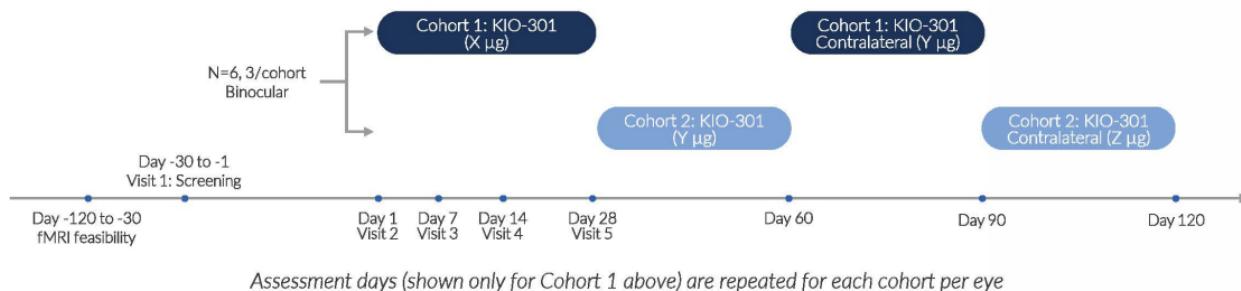 Cohort 1: KIO-301
(X µg)
Cohort 1: KIO-301
Contralateral (Y µg)
N=6, 3/cohort
Binocular
Cohort 2: KIO-301
(Y µg)
Cohort 2: KIO-301
Contralateral (Z µg)
Day -30 to -1
Visit 1: Screening
Day -120 to -30
fMRI feasibility
Day 1
Visit 2
Day 7
Visit 3
Day 14
Visit 4
Day 28
Visit 5
Day 60
Day 90
Day 120
Assessment days (shown only for Cohort 1 above) are repeated for each cohort per eye